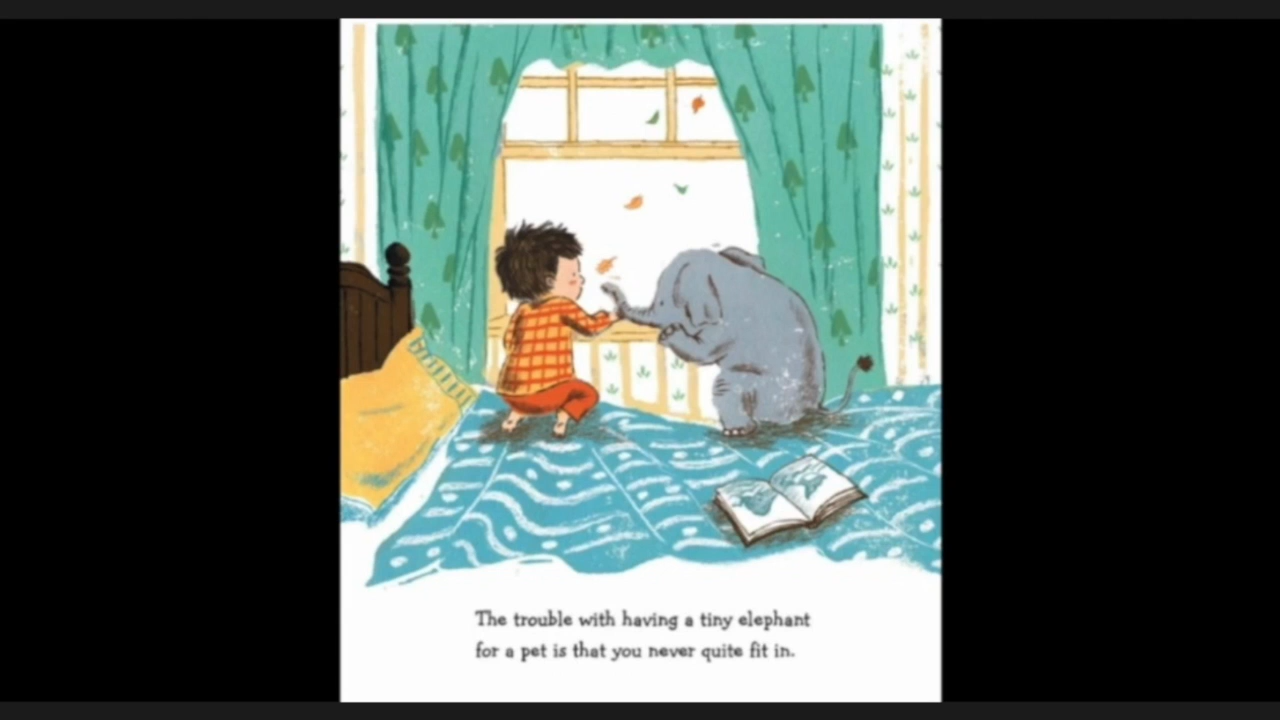 The trouble with having a tiny elephant
for a pet is that you never quite fit in.